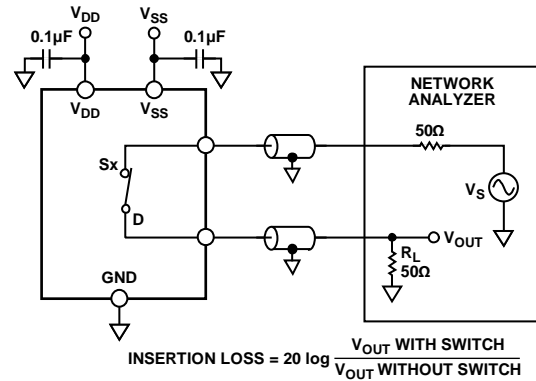 VDD VSS
0.1µF 0.1µF
VDD VSS
NETWORK
ANALYZER
50Ω
Sx
VS
D
VOUT
RL
50Ω
GND
INSERTION LOSS = 20 log VOUT WITH SWITCH
VOUT WITHOUT SWITCH